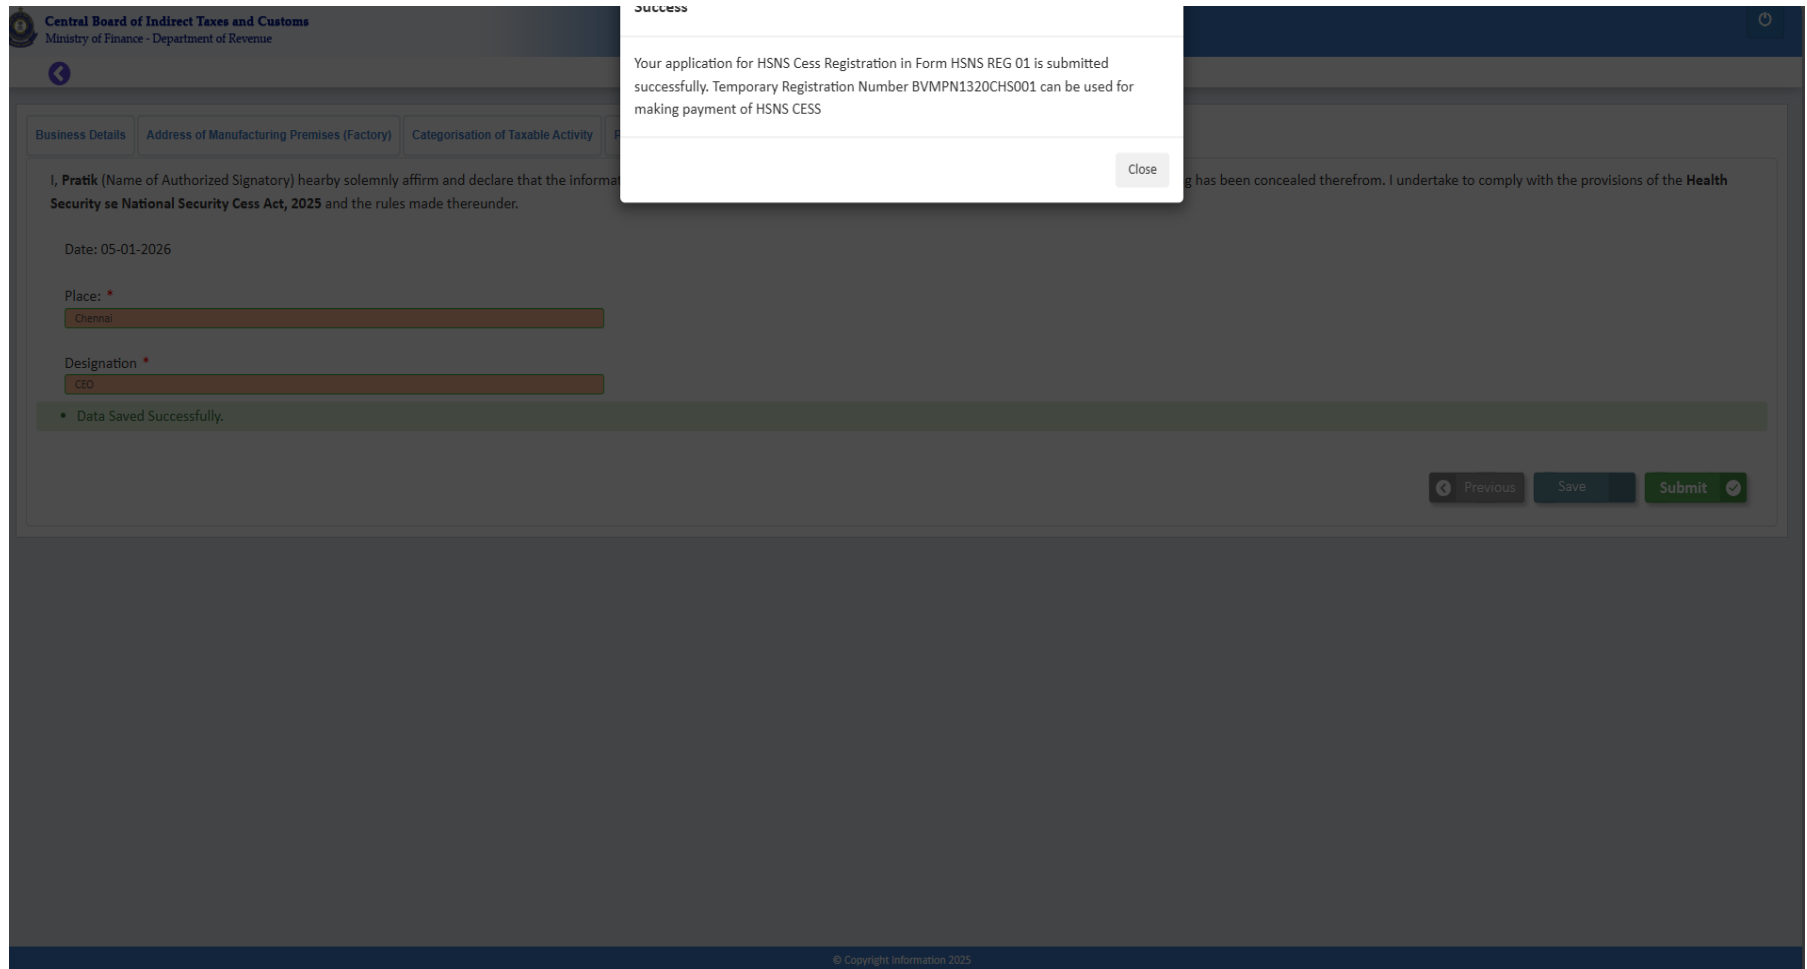 Success
Central Board of Indirect Taxes and Customs
Ministry of Finance - Department of Revenue
Your application for HSNS Cess Registration in Form HSNS REG 01 is submitted
successfully. Temporary Registration Number BVMPN1320CHS001 can be used for
making payment of HSNS CESS
Close
Business Details Address of Manufacturing Premises (Factory) Categorisation of Taxable Activity
I, Pratik (Name of Authorized Signatory) hearby solemnly affirm and declare that the has been concealed therefrom. I undertake to comply with the provisions of the Health
Security se National Security Cess Act, 2025 and the rules made thereunder.
Date: 05-01-2026
Place: *
Chennai
Designation *
CEO
• Data Saved Successfully.
Previous Save Submit
© Copyright Information 2025